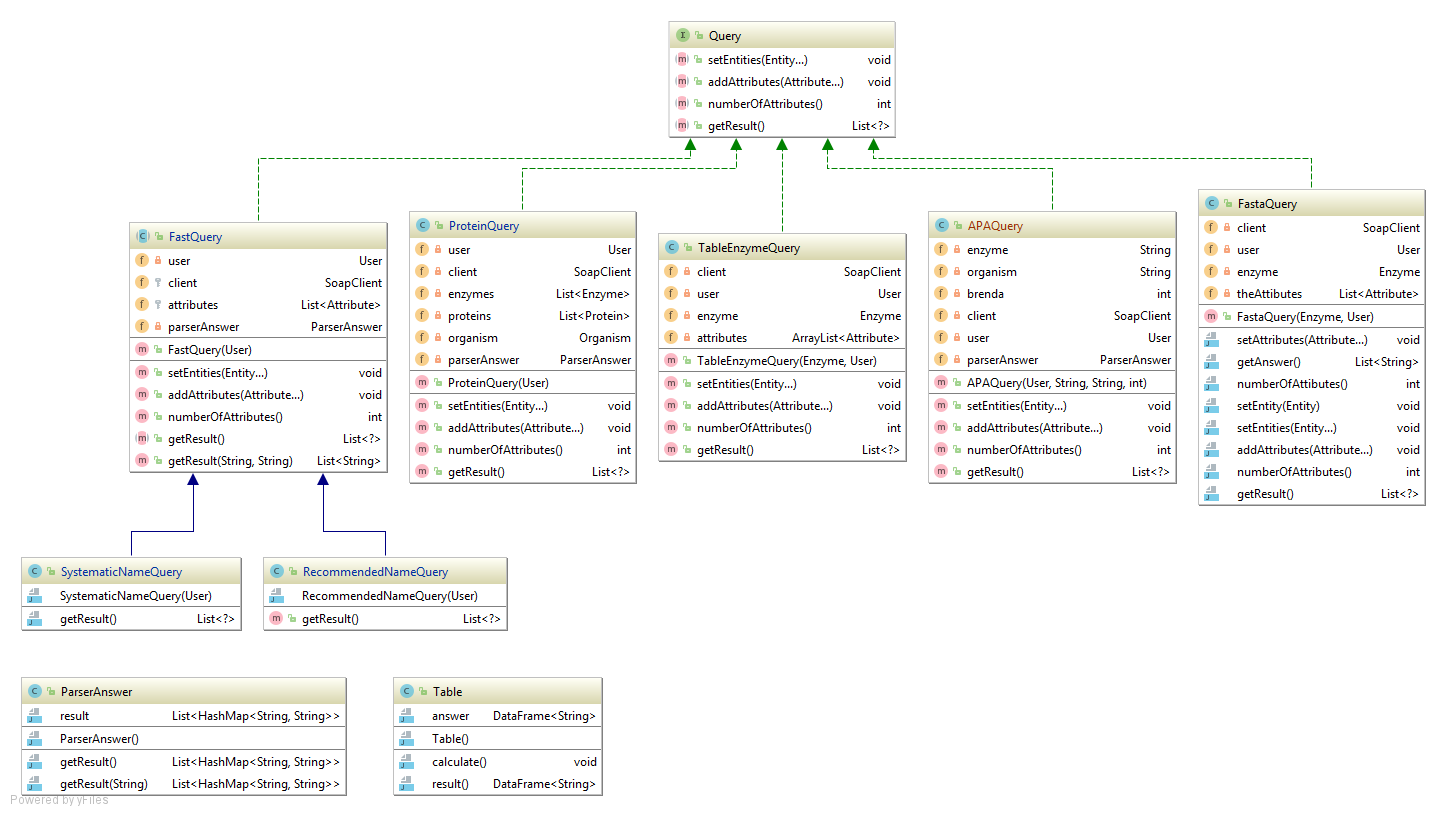 Query
setEntities(Entity...) void
addAttributes(Attribute...) void
numberOfAttributes() int
getResult() List<?>
FastQuery
user User
client SoapClient
attributes List<Attribute>
parserAnswer ParserAnswer
FastQuery(User)
setEntities(Entity...) void
addAttributes(Attribute...) void
numberOfAttributes() int
getResult() List<?>
getResult(String, String) List<String>
ProteinQuery
user User
client SoapClient
enzymes List<Enzyme>
proteins List<Protein>
organism Organism
parserAnswer ParserAnswer
ProteinQuery(User)
setEntities(Entity...) void
addAttributes(Attribute...) void
numberOfAttributes() int
getResult() List<?>
TableEnzymeQuery
client SoapClient
user User
enzyme Enzyme
attributes ArrayList<Attribute>
TableEnzymeQuery(Enzyme, User)
setEntities(Entity...) void
addAttributes(Attribute...) void
numberOfAttributes() int
getResult() List<?>
APAQuery
enzyme String
organism String
brenda int
client SoapClient
user User
parserAnswer ParserAnswer
APAQuery(User, String, String, int)
setEntities(Entity...) void
addAttributes(Attribute...) void
numberOfAttributes() int
getResult() List<?>
FastaQuery
client SoapClient
user User
enzyme Enzyme
theAttibutes List<Attribute>
FastaQuery(Enzyme, User)
setAttributes(Attribute...) void
getAnswer() List<String>
numberOfAttibutes() int
setEntity(Entity) void
setEntities(Entity...) void
addAttributes(Attribute...) void
numberOfAttributes() int
getResult() List<?>
SystematicNameQuery
SystematicNameQuery(User)
getResult() List<?>
RecommendedNameQuery
RecommendedNameQuery(User)
getResult() List<?>
ParserAnswer
result List<HashMap<String, String>>
ParserAnswer()
getResult() List<HashMap<String, String>>
getResult(String) List<HashMap<String, String>>
Table
answer DataFrame<String>
Table()
calculate() void
result() DataFrame<String>
Powered by yFiles